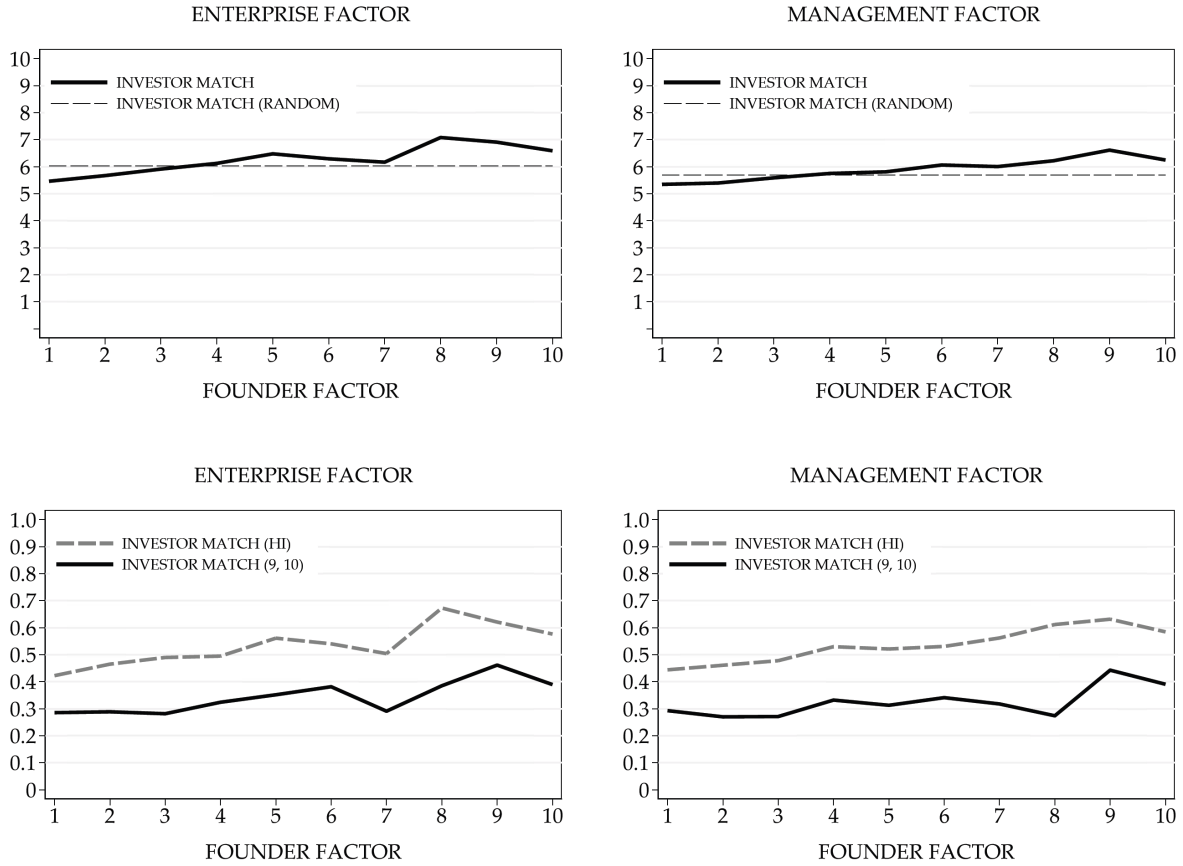 ENTERPRISE FACTOR
10
9
8
7
6
5
4
3
2
1
INVESTOR MATCH
INVESTOR MATCH (RANDOM)
1 2 3 4 5 6 7 8 9 10
FOUNDER FACTOR
MANAGEMENT FACTOR
10
9
8
7
6
5
4
3
2
1
INVESTOR MATCH
INVESTOR MATCH (RANDOM)
1 2 3 4 5 6 7 8 9 10
FOUNDER FACTOR
ENTERPRISE FACTOR
1.0
0.9
0.8
0.7
0.6
0.5
0.4
0.3
0.2
0.1
0
INVESTOR MATCH (HI)
INVESTOR MATCH (9, 10)
1 2 3 4 5 6 7 8 9 10
FOUNDER FACTOR
MANAGEMENT FACTOR
1.0
0.9
0.8
0.7
0.6
0.5
0.4
0.3
0.2
0.1
0
INVESTOR MATCH (HI)
INVESTOR MATCH (9, 10)
1 2 3 4 5 6 7 8 9 10
FOUNDER FACTOR